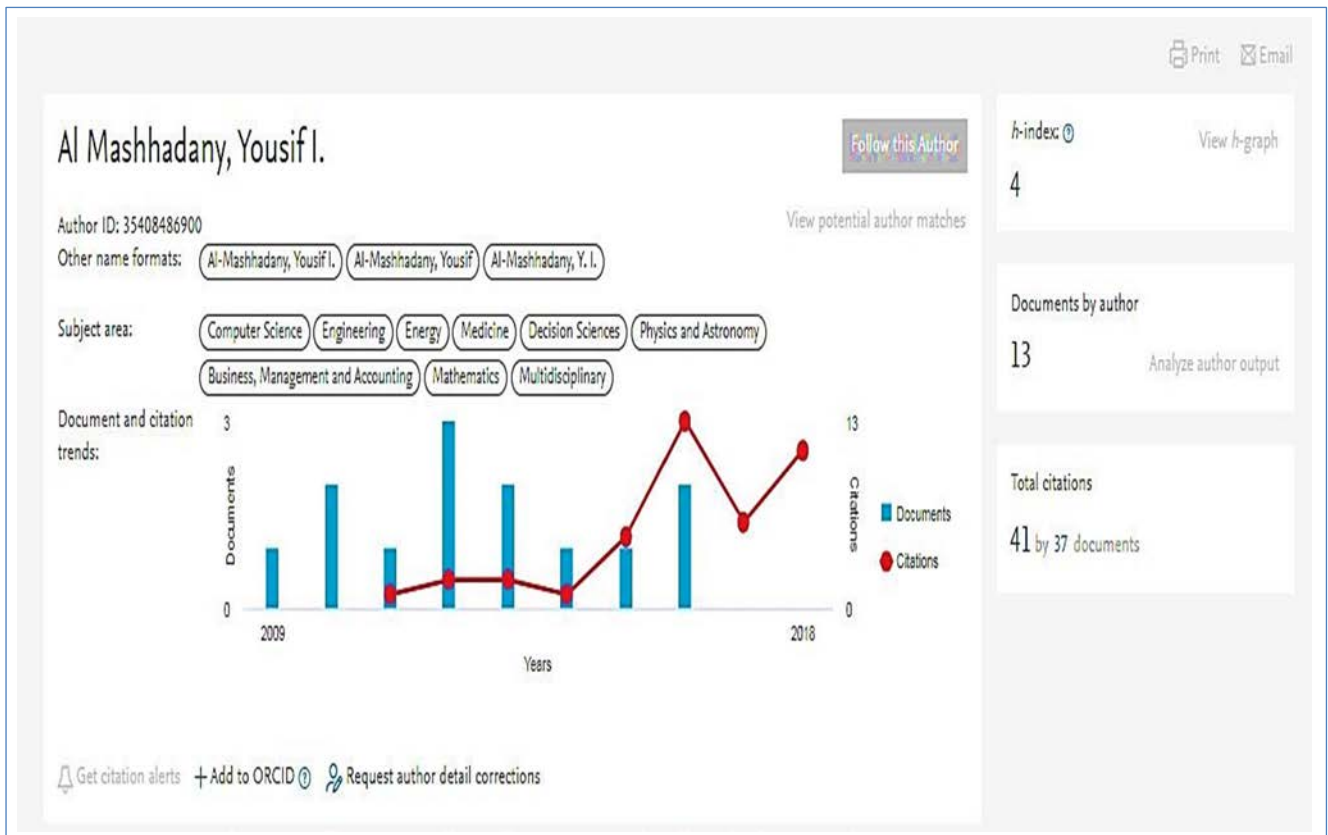 Print Email
Al Mashhadany, Yousif I.
Follow this Author
h-index: ?
View h-graph
4
Author ID: 35408486900
View potential author matches
Other name formats: Al-Mashhadany, Yousif I. Al-Mashhadany, Yousif Al-Mashhadany, Y. I.
Subject area: Computer Science Engineering Energy Medicine Decision Sciences Physics and Astronomy
Business, Management and Accounting Mathematics Multidisciplinary
Documents by author
13
Analyze author output
Document and citation
trends:
3
13
Documents
Citations
Documents
Citations
0
0
2009
2018
Years
Total citations
41 by 37 documents
Get citation alerts +Add to ORCID ? Request author detail corrections